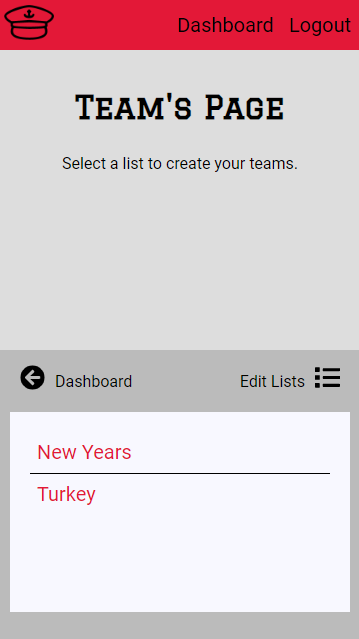 Dashboard Logout
Team's Page
Select a list to create your teams.
Dashboard Edit Lists
New Years
Turkey